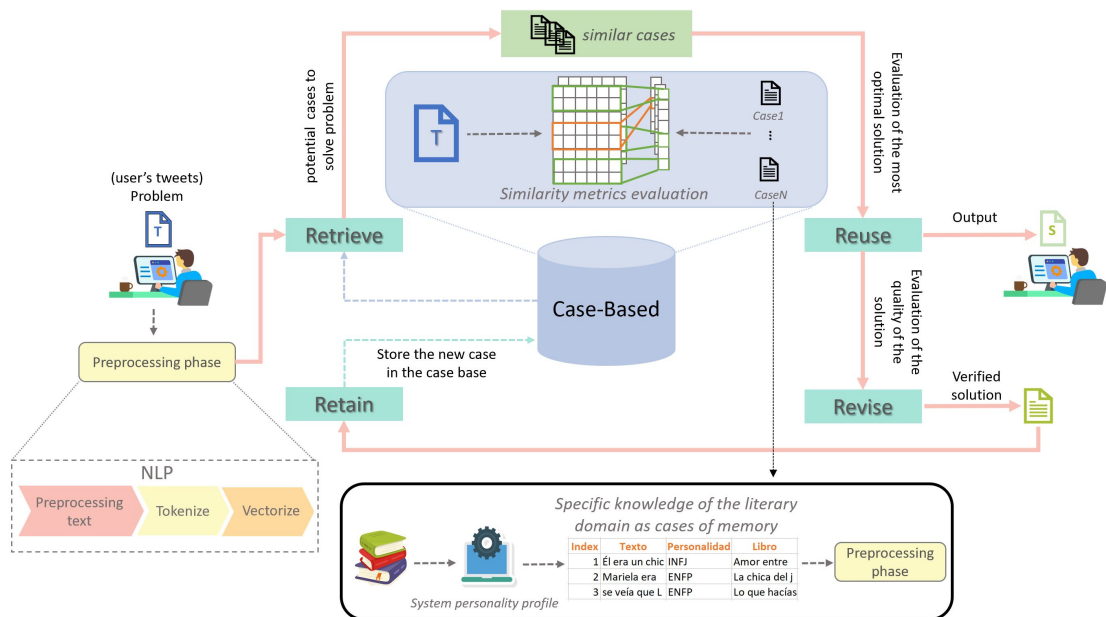 similar cases
potential cases to
solve problem
Evaluation of the most
optimal solution
T
Case1
⋮
CaseN
Similarity metrics evaluation
(user's tweets)
Problem
T
Retrieve
Reuse
Output
S
Case-Based
Evaluation of the
quality of the
solution
Preprocessing phase
Store the new case
in the case base
Retain
Revise
Verified
solution
NLP
Preprocessing
text
Tokenize
Vectorize
Specific knowledge of the literary
domain as cases of memory
Index Texto Personalidad Libro
1 Él era un chic INFJ Amor entre
2 Mariela era ENFP La chica del j
3 se veía que L ENFP Lo que hacías
System personality profile
Preprocessing
phase